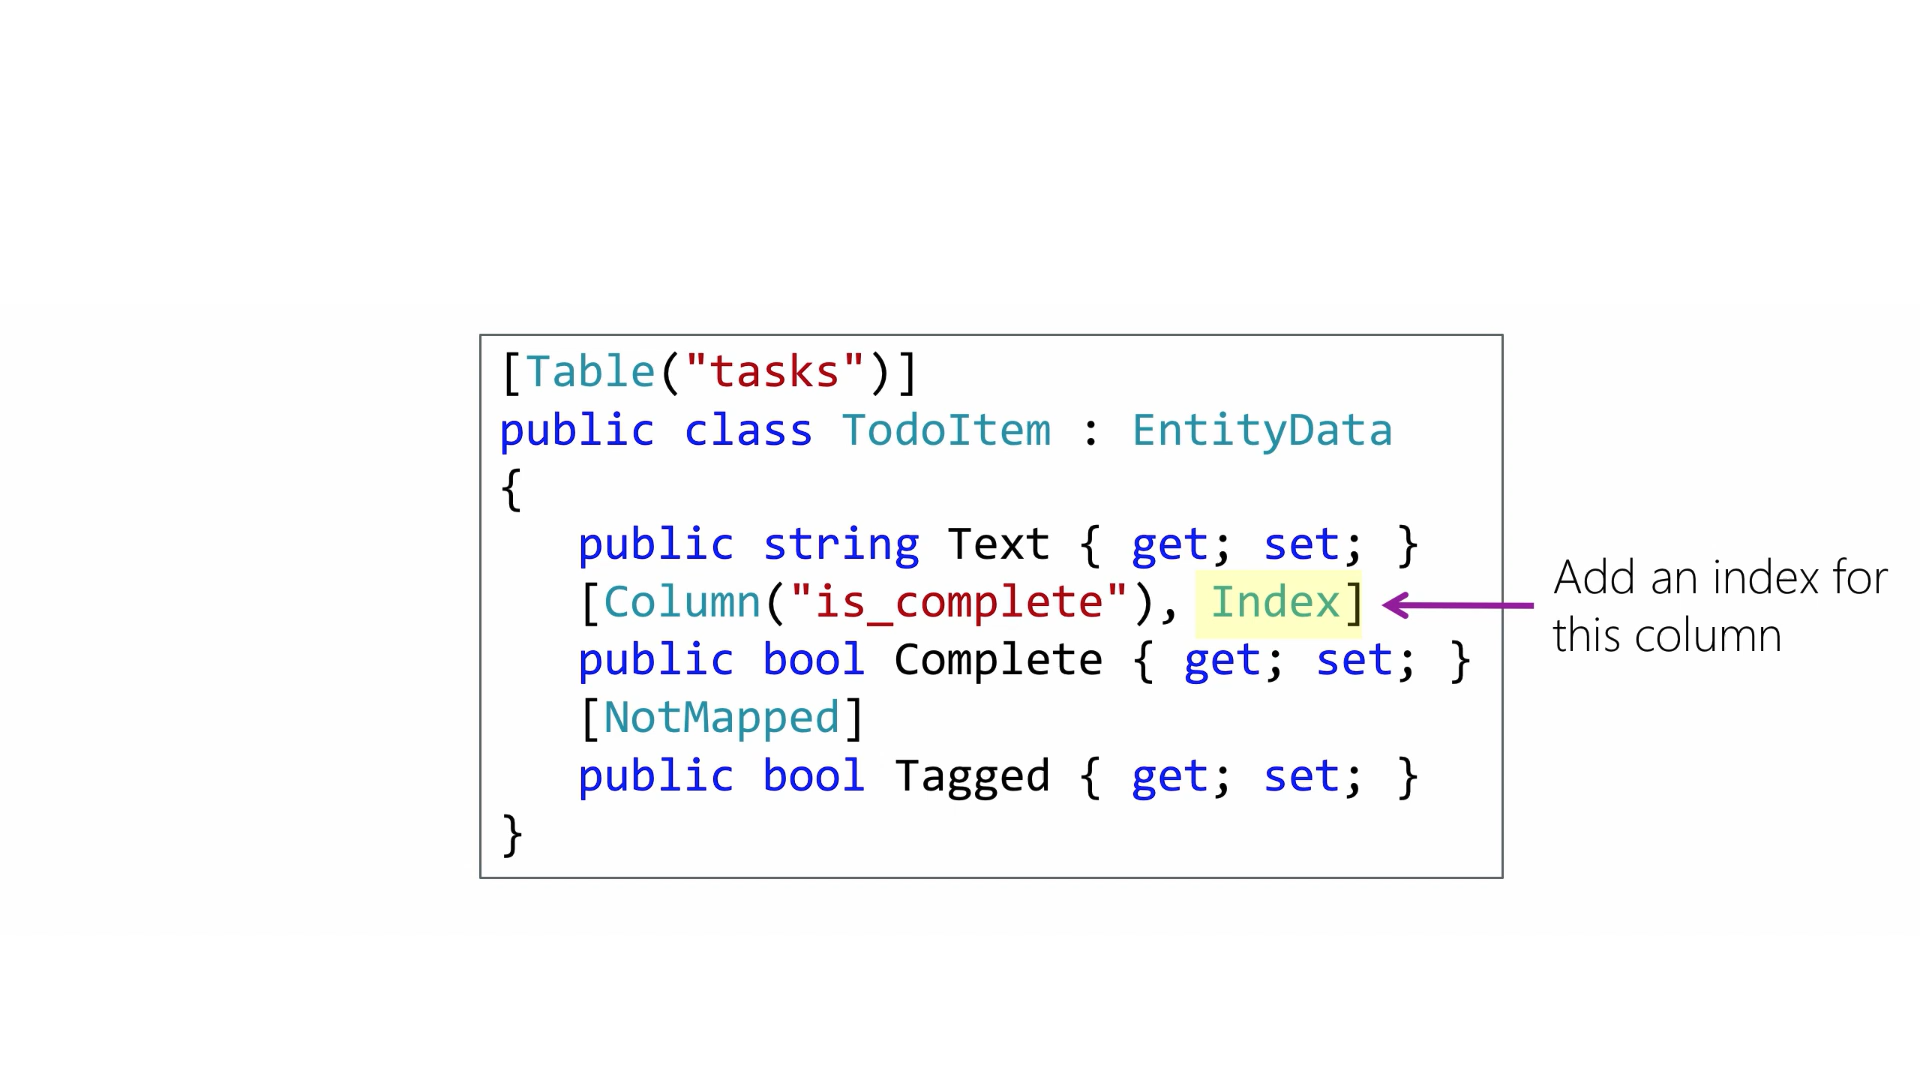 [Table("tasks")]
public class TodoItem : EntityData
{
public string Text { get; set; }
[Column("is_complete"), Index]
public bool Complete { get; set; }
[NotMapped]
public bool Tagged { get; set; }
}
Add an index for
this column